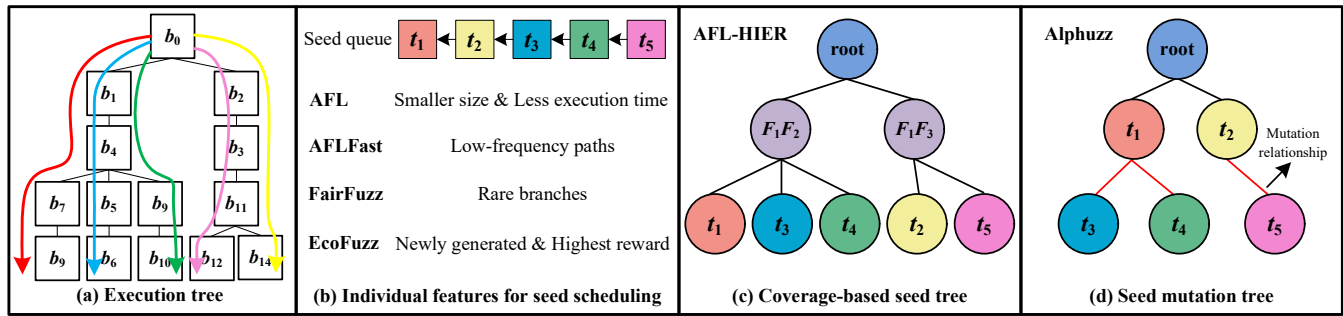 b0
b1
b2
b4
b3
b7
b5
b9
b11
b9
b6
b10
b12
b14
(a) Execution tree
Seed queue t1 t2 t3 t4 t5
AFL Smaller size & Less execution time
AFLFast Low-frequency paths
FairFuzz Rare branches
EcoFuzz Newly generated & Highest reward
(b) Individual features for seed scheduling
AFL-HIER
root
F1F2
F1F3
t1
t3
t4
t2
t5
(c) Coverage-based seed tree
Alphuzz
root
t1
t2
Mutation
relationship
t3
t4
t5
(d) Seed mutation tree